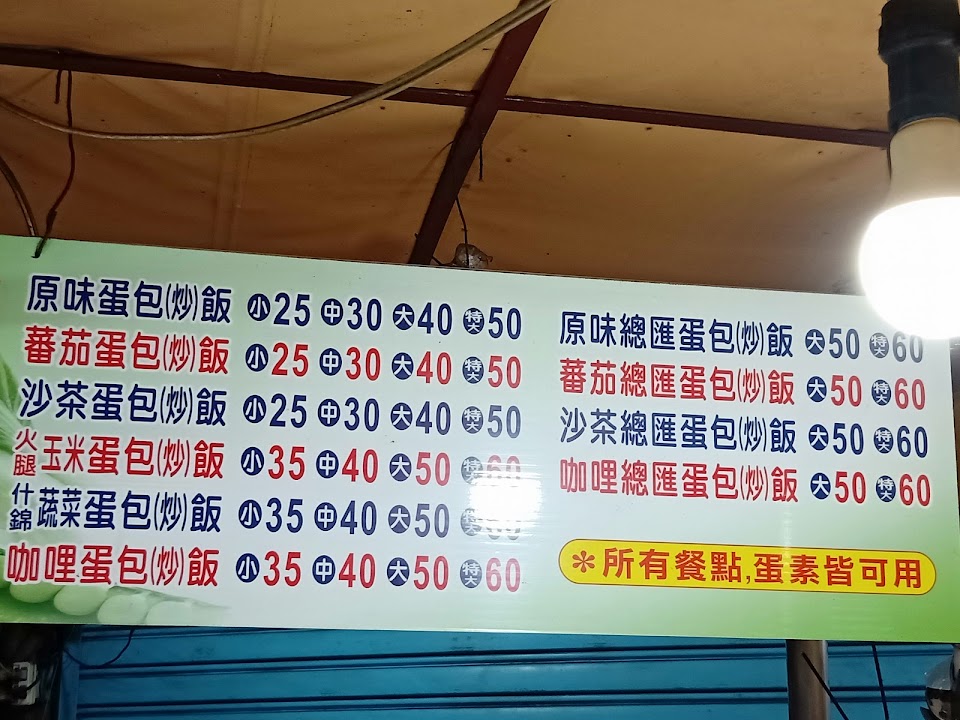 原味蛋包(炒)飯 小25 中30 大40 特大50
蕃茄蛋包(炒)飯 小25 中30 大40 特大50
沙茶蛋包(炒)飯 小25 中30 大40 特大50
火腿玉米蛋包(炒)飯 小35 中40 大50 特大60
什錦蔬菜蛋包(炒)飯 小35 中40 大50 特大
咖哩蛋包(炒)飯 小35 中40 大50 特大60
原味總匯蛋包(炒)飯 大50 特大60
蕃茄總匯蛋包(炒)飯 大50 特大60
沙茶總匯蛋包(炒)飯 大50 特大60
咖哩總匯蛋包(炒)飯 大50 特大60
*所有餐點,蛋素皆可用